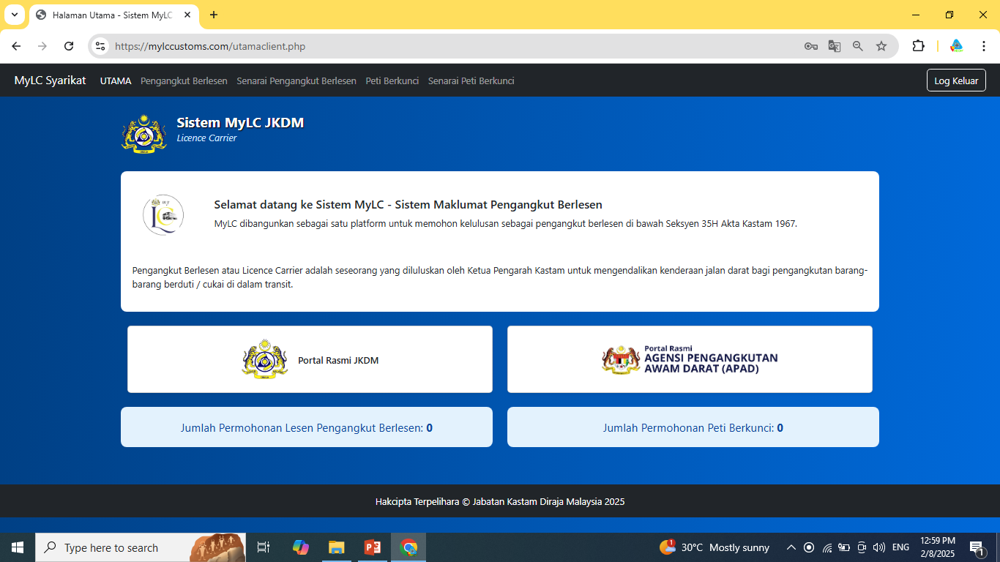 Halaman Utama - Sistem MyLC
https://mylccustoms.com/utamaclient.php
MyLC Syarikat UTAMA Pengangkut Berlesen Senarai Pengangkut Berlesen Peti Berkunci Senarai Peti Berkunci Log Keluar
Sistem MyLC JKDM
Licence Carrier
my
LC
Selamat datang ke Sistem MyLC - Sistem Maklumat Pengangkut Berlesen
MyLC dibangunkan sebagai satu platform untuk memohon kelulusan sebagai pengangkut berlesen di bawah Seksyen 35H Akta Kastam 1967.
Pengangkut Berlesen atau Licence Carrier adalah seseorang yang diluluskan oleh Ketua Pengarah Kastam untuk mengendalikan kenderaan jalan darat bagi pengangkutan barang-
barang berduti / cukai di dalam transit.
Portal Rasmi JKDM
Portal Rasmi
AGENSI PENGANGKUTAN
AWAM DARAT (APAD)
Jumlah Permohonan Lesen Pengangkut Berlesen: 0
Jumlah Permohonan Peti Berkunci: 0
Hakcipta Terpelihara © Jabatan Kastam Diraja Malaysia 2025
Type here to search
1
30°C Mostly sunny
ENG
12:59 PM
2/8/2025
1